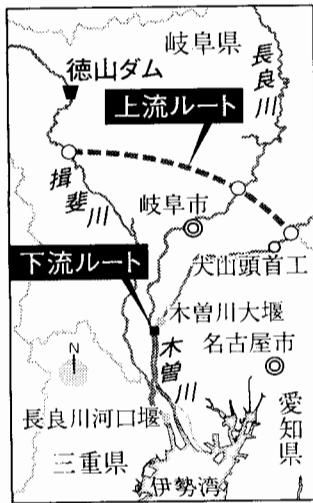 岐阜県
徳山ダム
長良川
上流ルート
揖斐川
岐阜市
犬山頭首工
下流ルート
木曽川大堰
N
木曽川
名古屋市
長良川河口堰
愛知県
三重県
伊勢湾